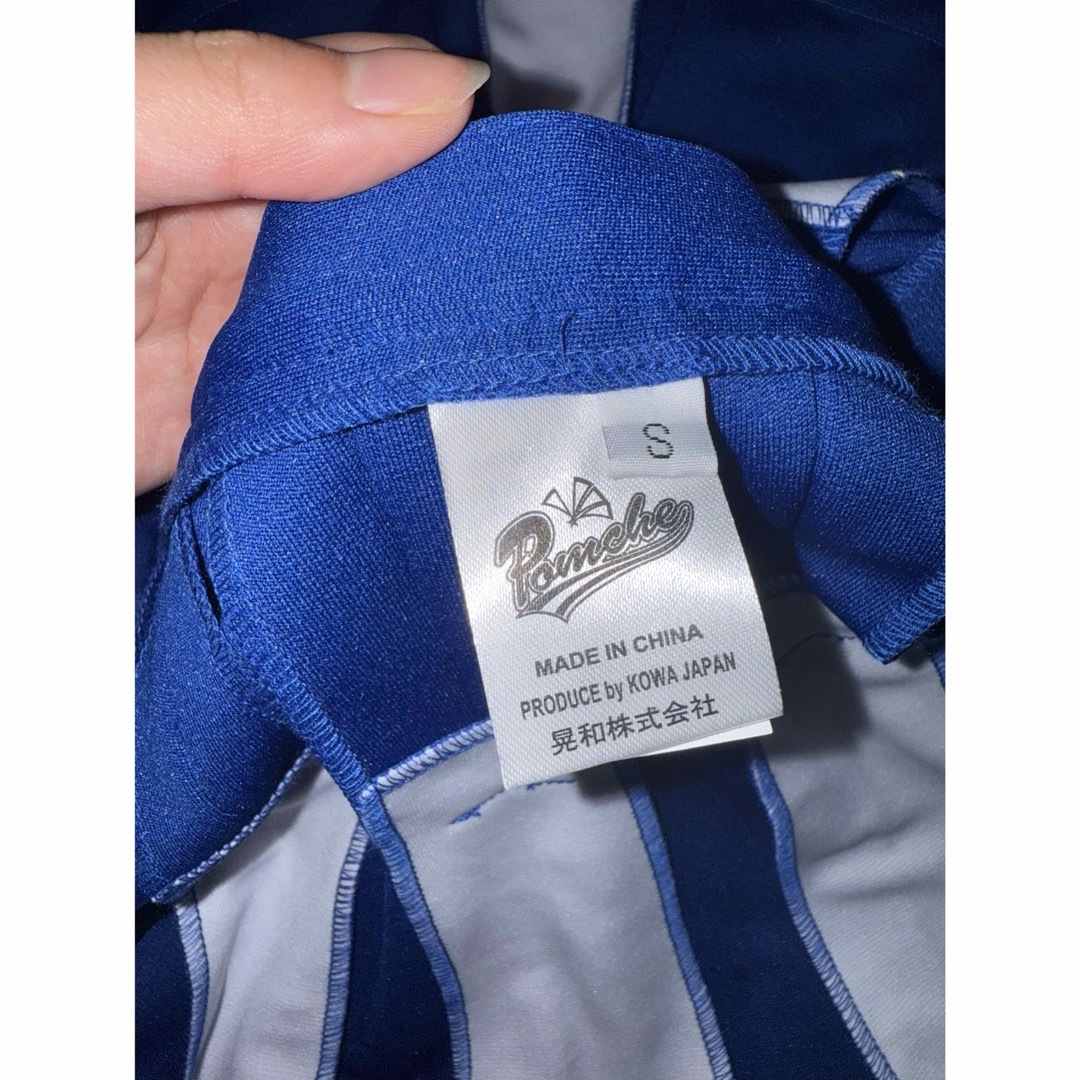 S
Pomche
MADE IN CHINA
PRODUCE by KOWA JAPAN
晃和株式会社